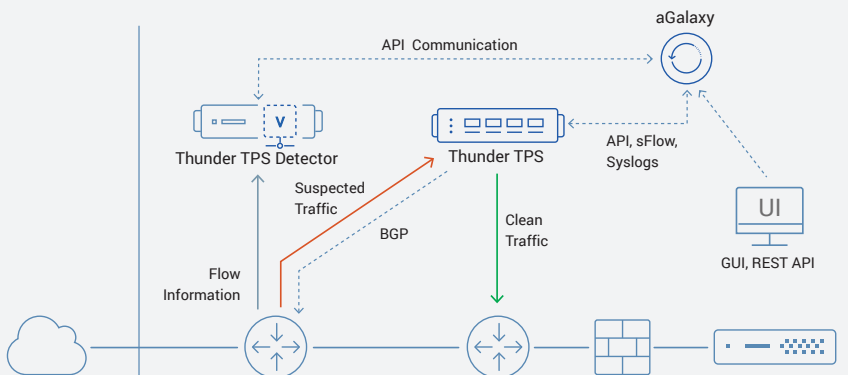 aGalaxy
API Communication
V
Thunder TPS Detector
Thunder TPS
API, sFlow,
Syslogs
Suspected
Traffic
BGP
Clean
Traffic
UI
GUI, REST API
Flow
Information